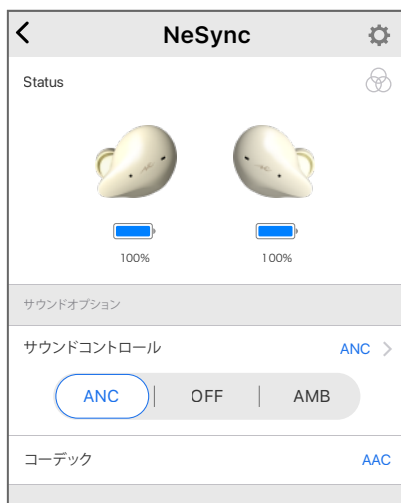 NeSync
Status
100%
100%
サウンドオプション
サウンドコントロール
ANC
ANC
OFF
AMB
コーデック
AAC